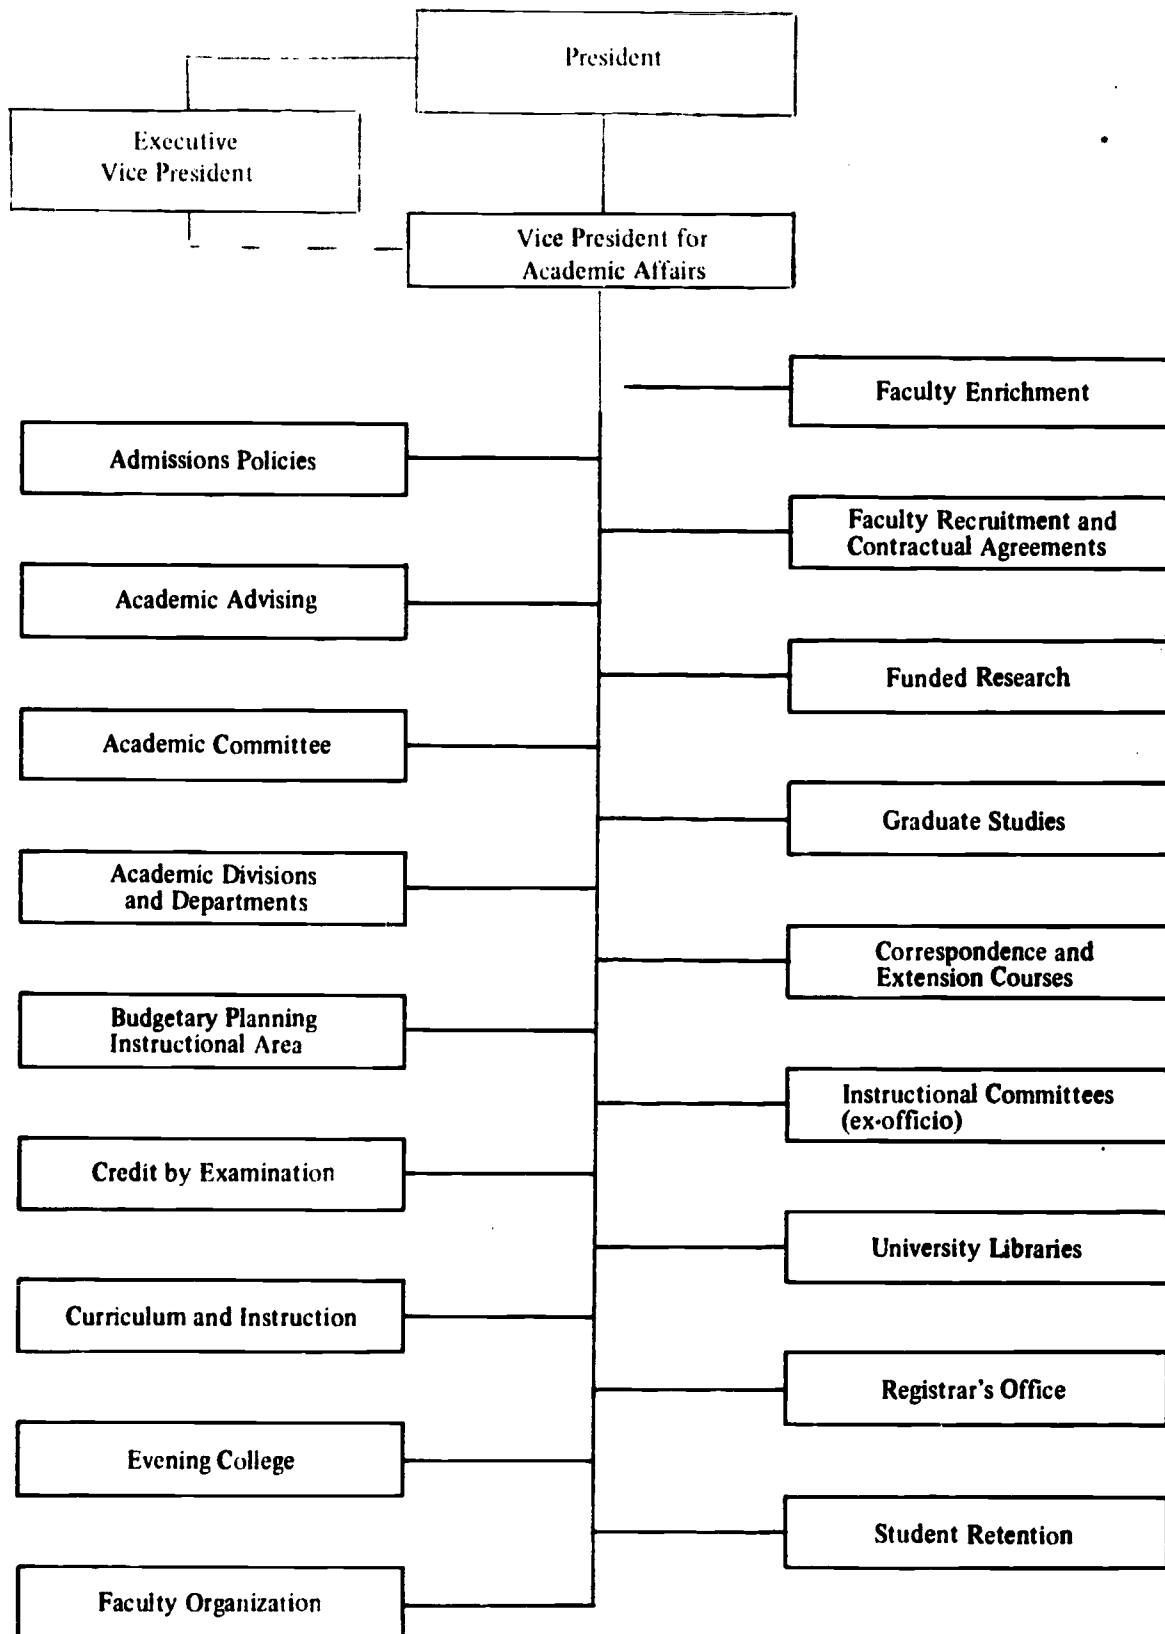 President
Executive
Vice President
Vice President for
Academic Affairs
Faculty Enrichment
Admissions Policies
Faculty Recruitment and
Contractual Agreements
Academic Advising
Funded Research
Academic Committee
Graduate Studies
Academic Divisions
and Departments
Correspondence and
Extension Courses
Budgetary Planning
Instructional Area
Instructional Committees
(ex-officio)
Credit by Examination
University Libraries
Curriculum and Instruction
Registrar's Office
Evening College
Student Retention
Faculty Organization